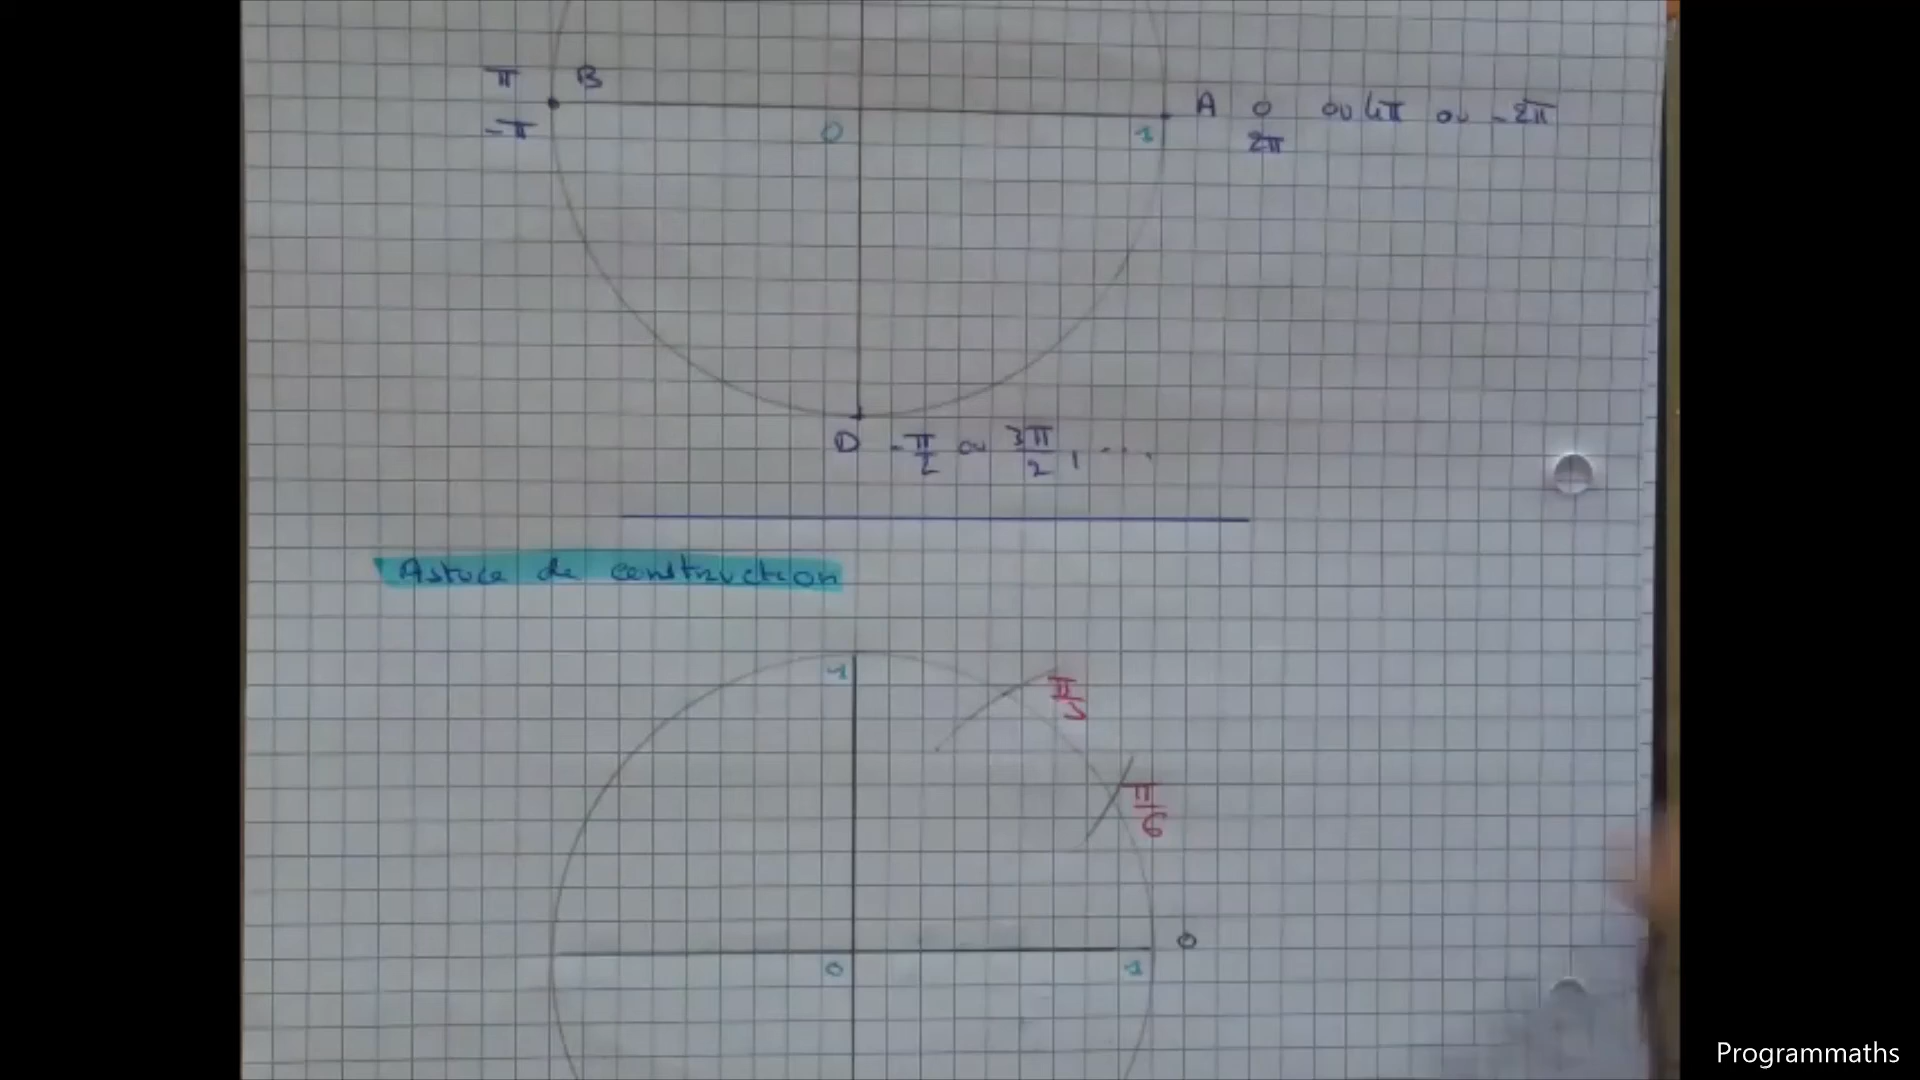 π B
-π
0
1
A 0 ou 4π ou -2π
2π
D -π/2 ou 3π/2, ...
Astuce de construction
1
π/3
π/6
0
0
1
Programmaths